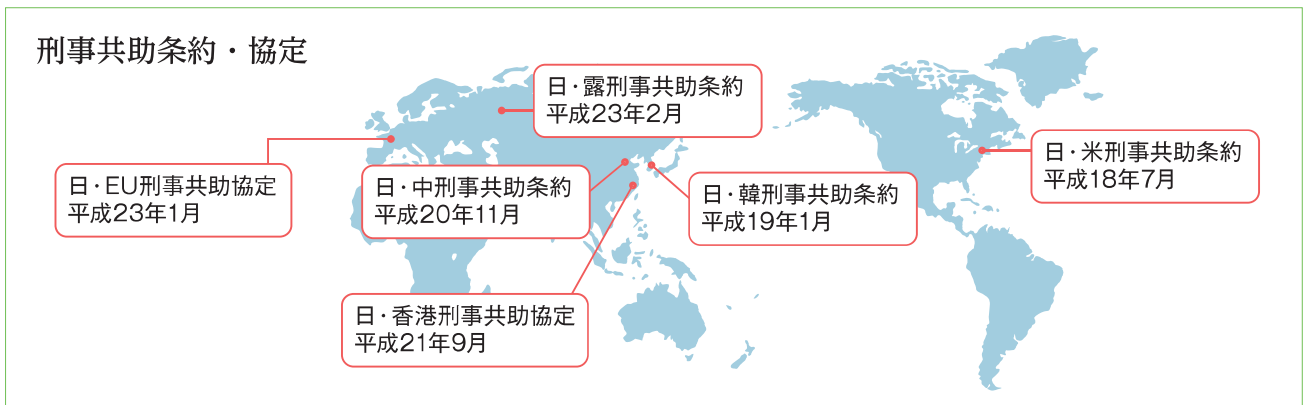 刑事共助条約・協定
日・露刑事共助条約
平成23年2月
日・米刑事共助条約
平成18年7月
日・EU刑事共助協定
平成23年1月
日・中刑事共助条約
平成20年11月
日・韓刑事共助条約
平成19年1月
日・香港刑事共助協定
平成21年9月